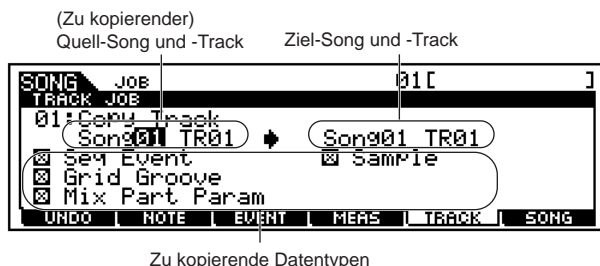 (Zu kopierender)
Quell-Song und -Track
Ziel-Song und -Track
SONG JOB 01[ ]
TRACK JOB
01:Copy Track
Song01 TR01 Song01 TR01
Seq Event Sample
Grid Groove
Mix Part Param
UNDO NOTE EVENT MEAS TRACK SONG
Zu kopierende Datentypen